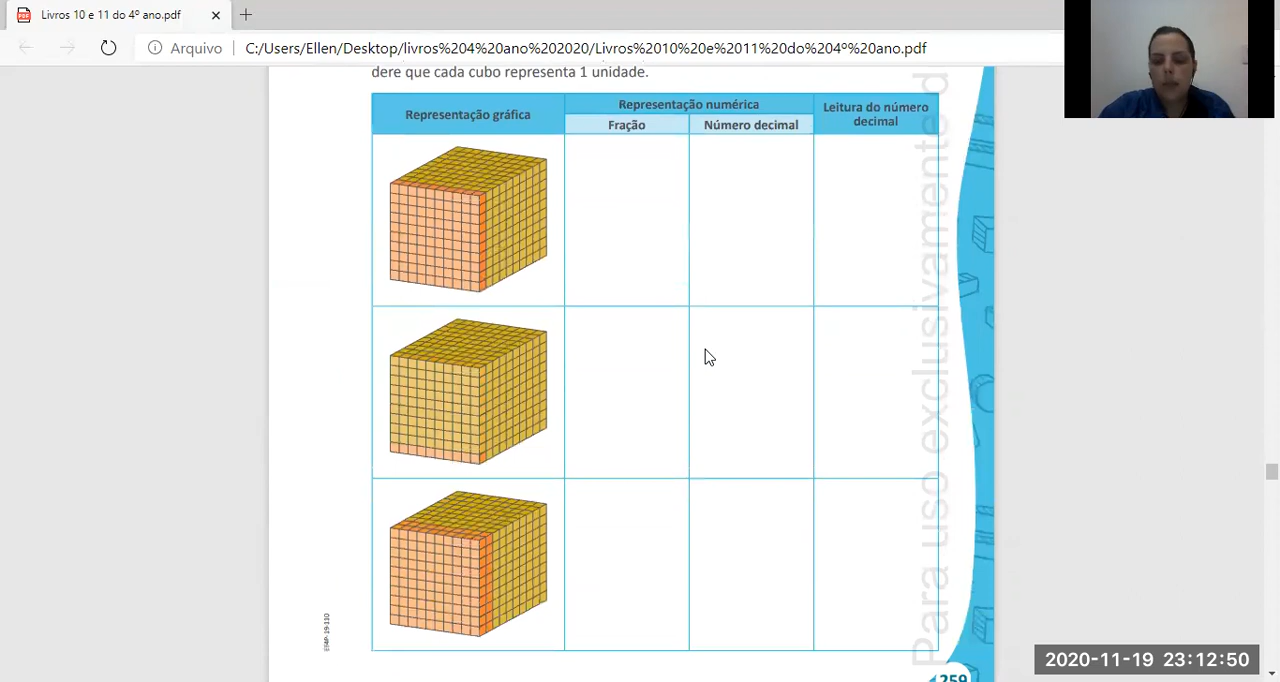 Livros 10 e 11 do 4º ano.pdf
Arquivo
C:/Users/Ellen/Desktop/livros%204%20ano%202020/Livros%2010%20e%2011%20do%204º%20ano.pdf
dere que cada cubo representa 1 unidade.
Representação gráfica
Representação numérica
Fração
Número decimal
Leitura do número
decimal
Para uso exclusivamente d
259
2020-11-19 23:12:50